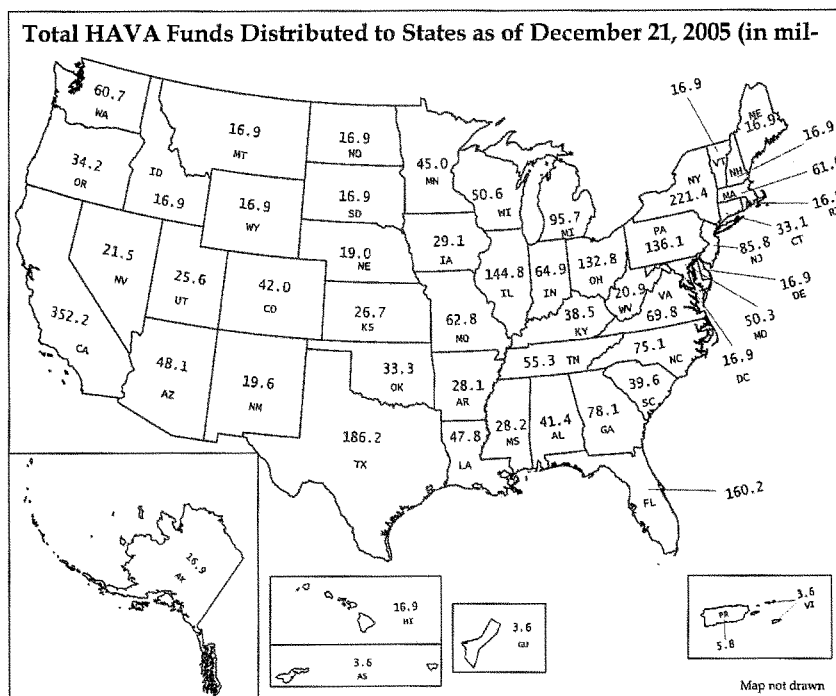 Total HAVA Funds Distributed to States as of December 21, 2005 (in mil-
60.7
WA
34.2
OR
ID
16.9
16.9
MT
16.9
WY
21.5
NV
25.6
UT
42.0
CO
352.2
CA
48.1
AZ
19.6
NM
16.9
ND
16.9
SD
19.0
NE
26.7
KS
33.3
OK
186.2
TX
45.0
MN
29.1
IA
62.8
MO
28.1
AR
47.8
LA
50.6
WI
144.8
IL
95.7
MI
64.9
IN
132.8
OH
38.5
KY
55.3 TN
28.2
MS
41.4
AL
78.1
GA
160.2
FL
39.6
SC
75.1
NC
20.9
WV
VA
69.8
PA
136.1
NY
221.4
16.9
VT
16.9
NH
ME
16.9
MA
61.
16.
33.1
CT
85.8
NJ
16.9
DE
50.3
MD
16.9
DC
16.9
AK
16.9
HI
3.6
AS
3.6
GU
PR
5.8
3.6
VI
Map not drawn